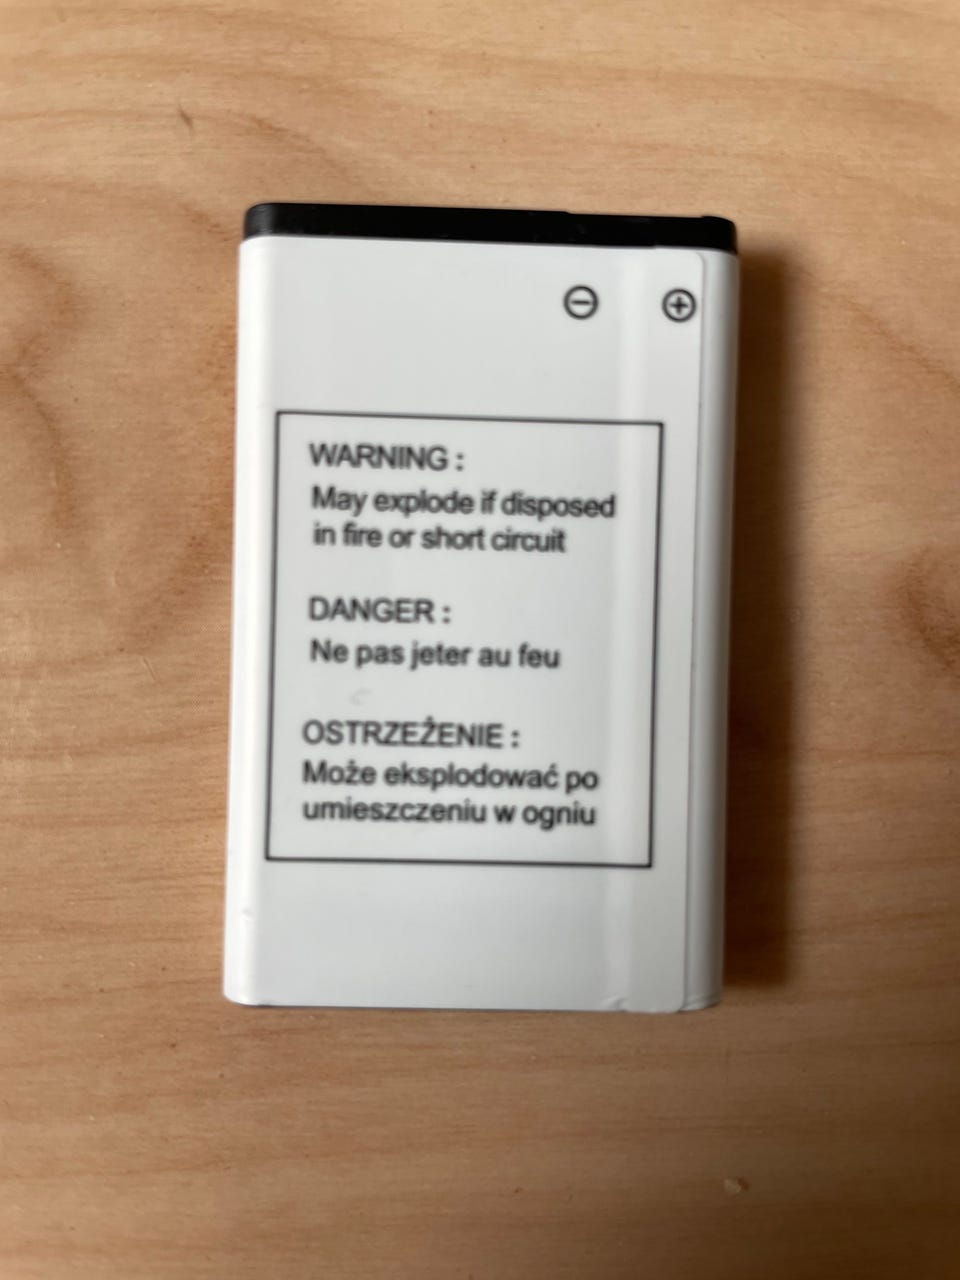 ⊖ ⊕
WARNING :
May explode if disposed
in fire or short circuit
DANGER :
Ne pas jeter au feu
OSTRZEŻENIE :
Może eksplodować po
umieszczeniu w ogniu